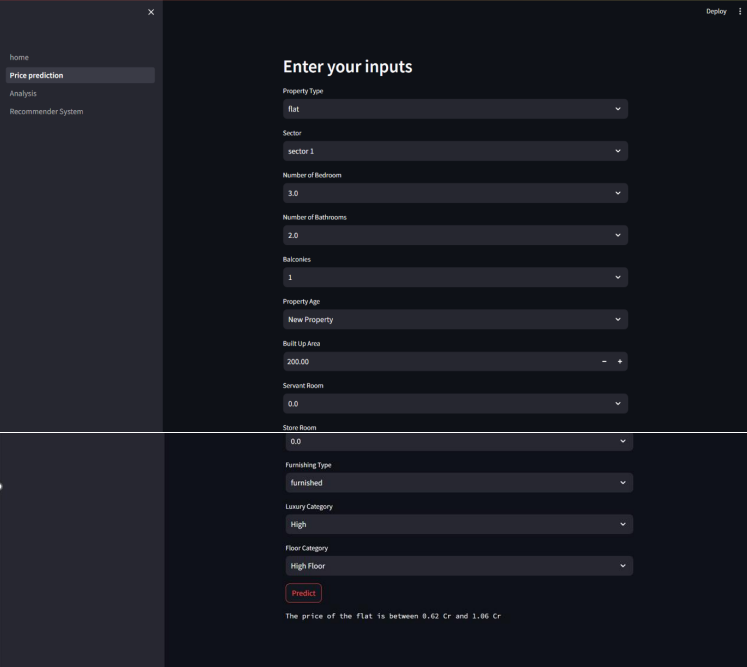 Deploy
home
Price prediction
Analysis
Recommender System
Enter your inputs
Property Type
flat
Sector
sector 1
Number of Bedroom
3.0
Number of Bathrooms
2.0
Balconies
1
Property Age
New Property
Built Up Area
200.00
Servant Room
0.0
Store Room
0.0
Furnishing Type
furnished
Luxury Category
High
Floor Category
High Floor
Predict
The price of the flat is between 0.62 Cr and 1.06 Cr